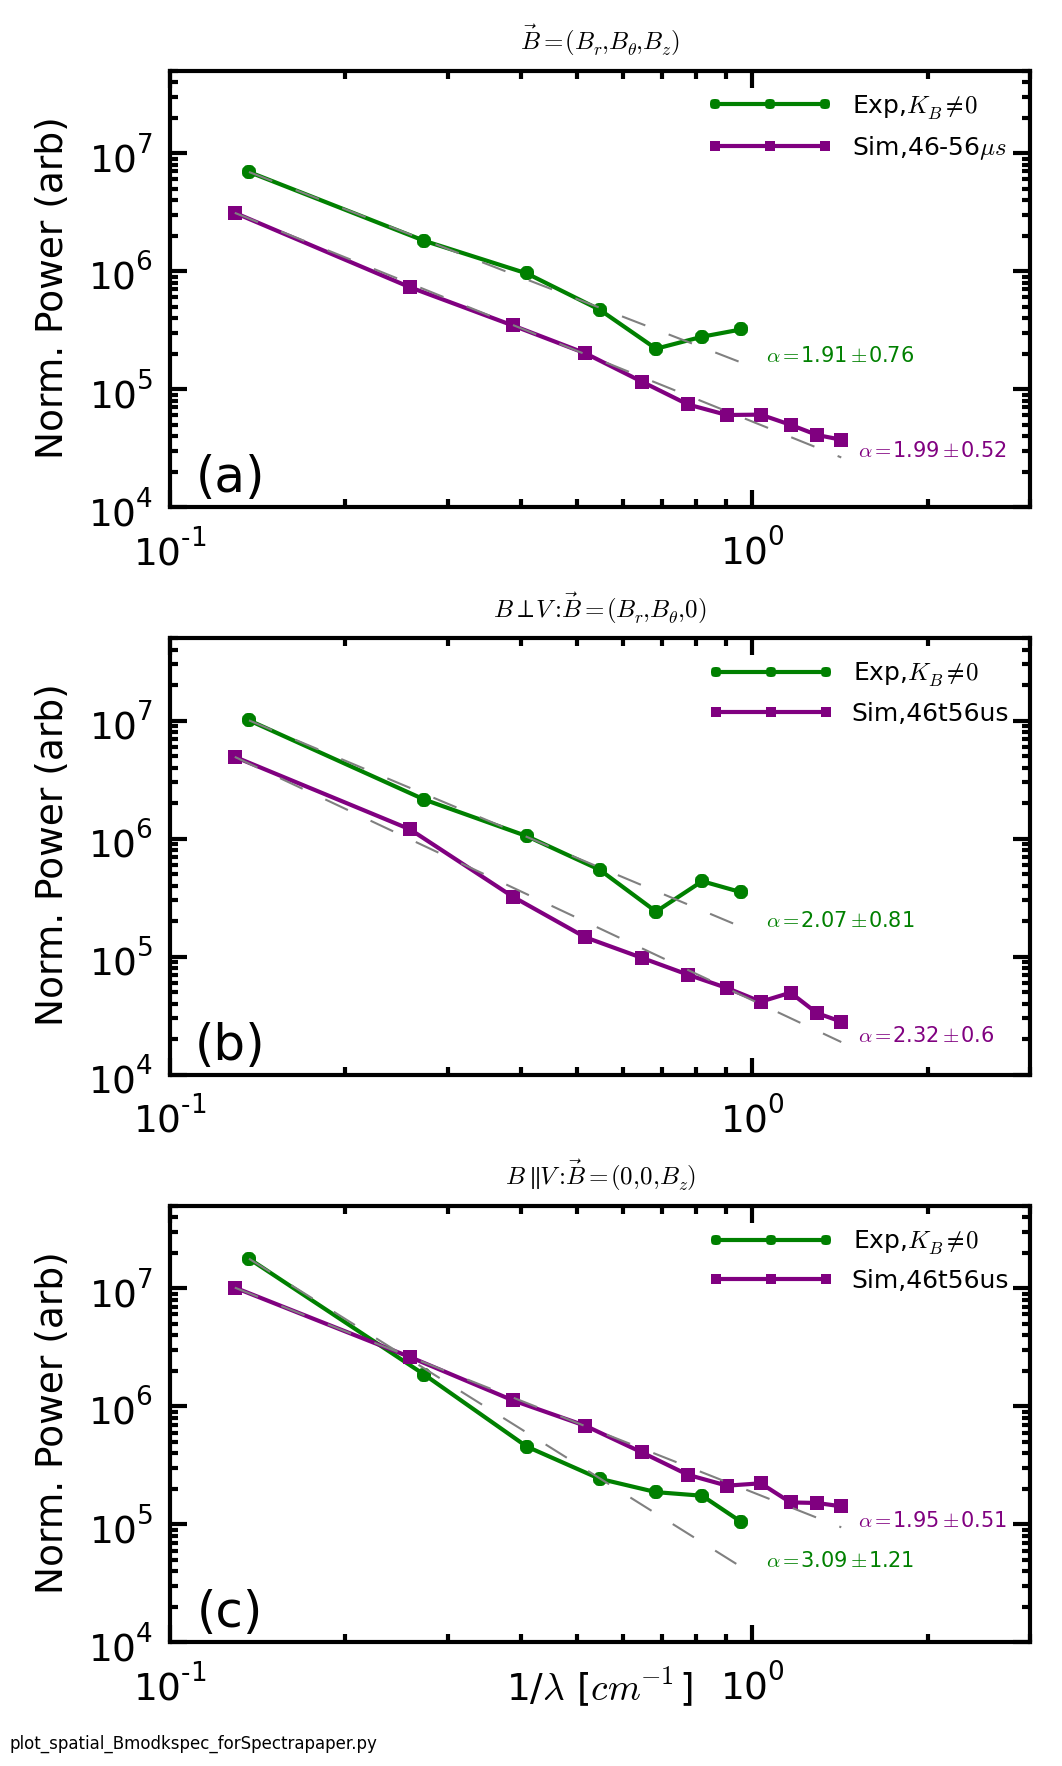 B⃗=(B_r,B_θ,B_z)
Exp,K_B≠0
Sim,46-56μs
Norm. Power (arb)
10^7
10^6
10^5
10^4
α=1.91±0.76
α=1.99±0.52
(a)
10^-1
10^0
B⊥V:B⃗=(B_r,B_θ,0)
Exp,K_B≠0
Sim,46t56us
Norm. Power (arb)
10^7
10^6
10^5
10^4
α=2.07±0.81
α=2.32±0.6
(b)
10^-1
10^0
B∥V:B⃗=(0,0,B_z)
Exp,K_B≠0
Sim,46t56us
Norm. Power (arb)
10^7
10^6
10^5
10^4
α=1.95±0.51
α=3.09±1.21
(c)
10^-1
1/λ [cm^−1]
10^0
plot_spatial_Bmodkspec_forSpectrapaper.py